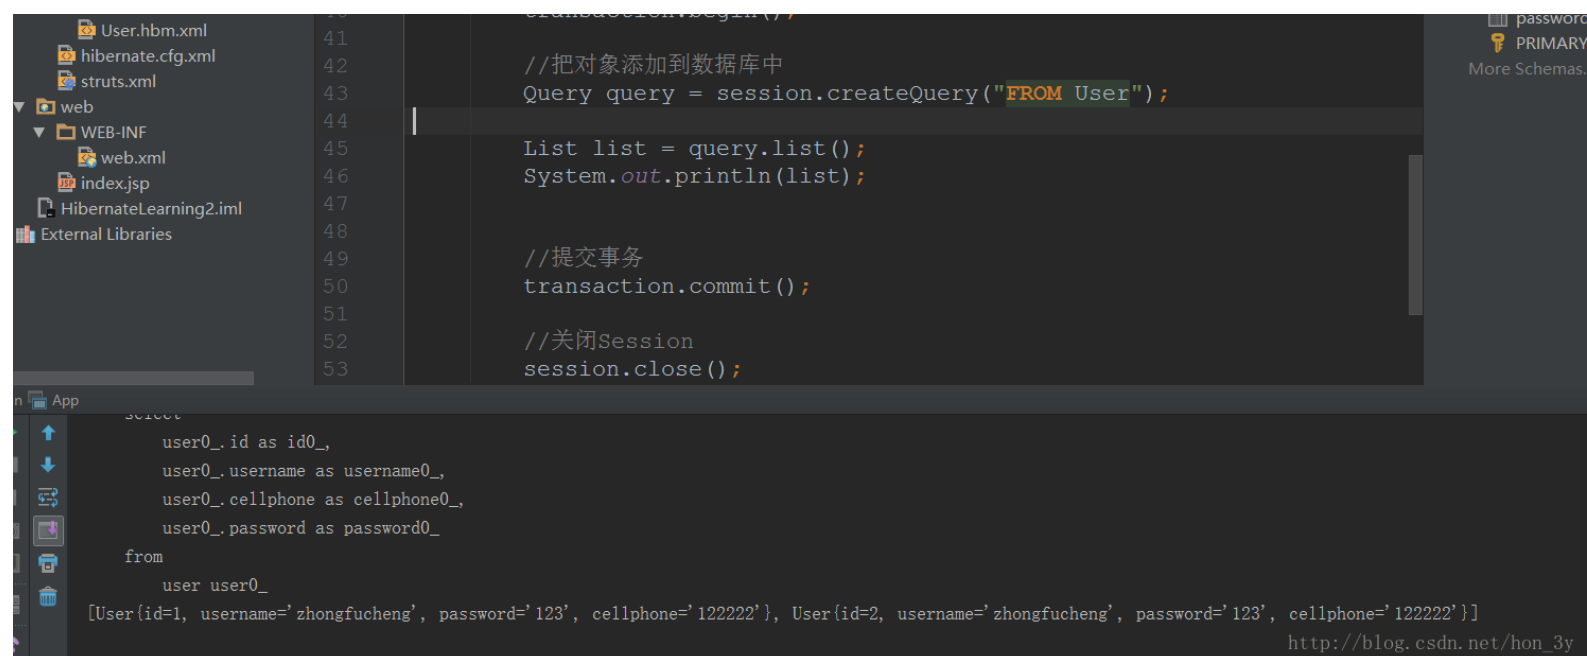 User.hbm.xml
hibernate.cfg.xml
struts.xml
web
WEB-INF
web.xml
index.jsp
HibernateLearning2.iml
External Libraries
transaction.begin();
41
42 //把对象添加到数据库中
43 Query query = session.createQuery("FROM User");
44
45 List list = query.list();
46 System.out.println(list);
47
48
49 //提交事务
50 transaction.commit();
51
52 //关闭Session
53 session.close();
password
PRIMARY
More Schemas.
n App
select
user0_.id as id0_,
user0_.username as username0_,
user0_.cellphone as cellphone0_,
user0_.password as password0_
from
user user0_
[User{id=1, username='zhongfucheng', password='123', cellphone='122222'}, User{id=2, username='zhongfucheng', password='123', cellphone='122222'}]
http://blog.csdn.net/hon_3y